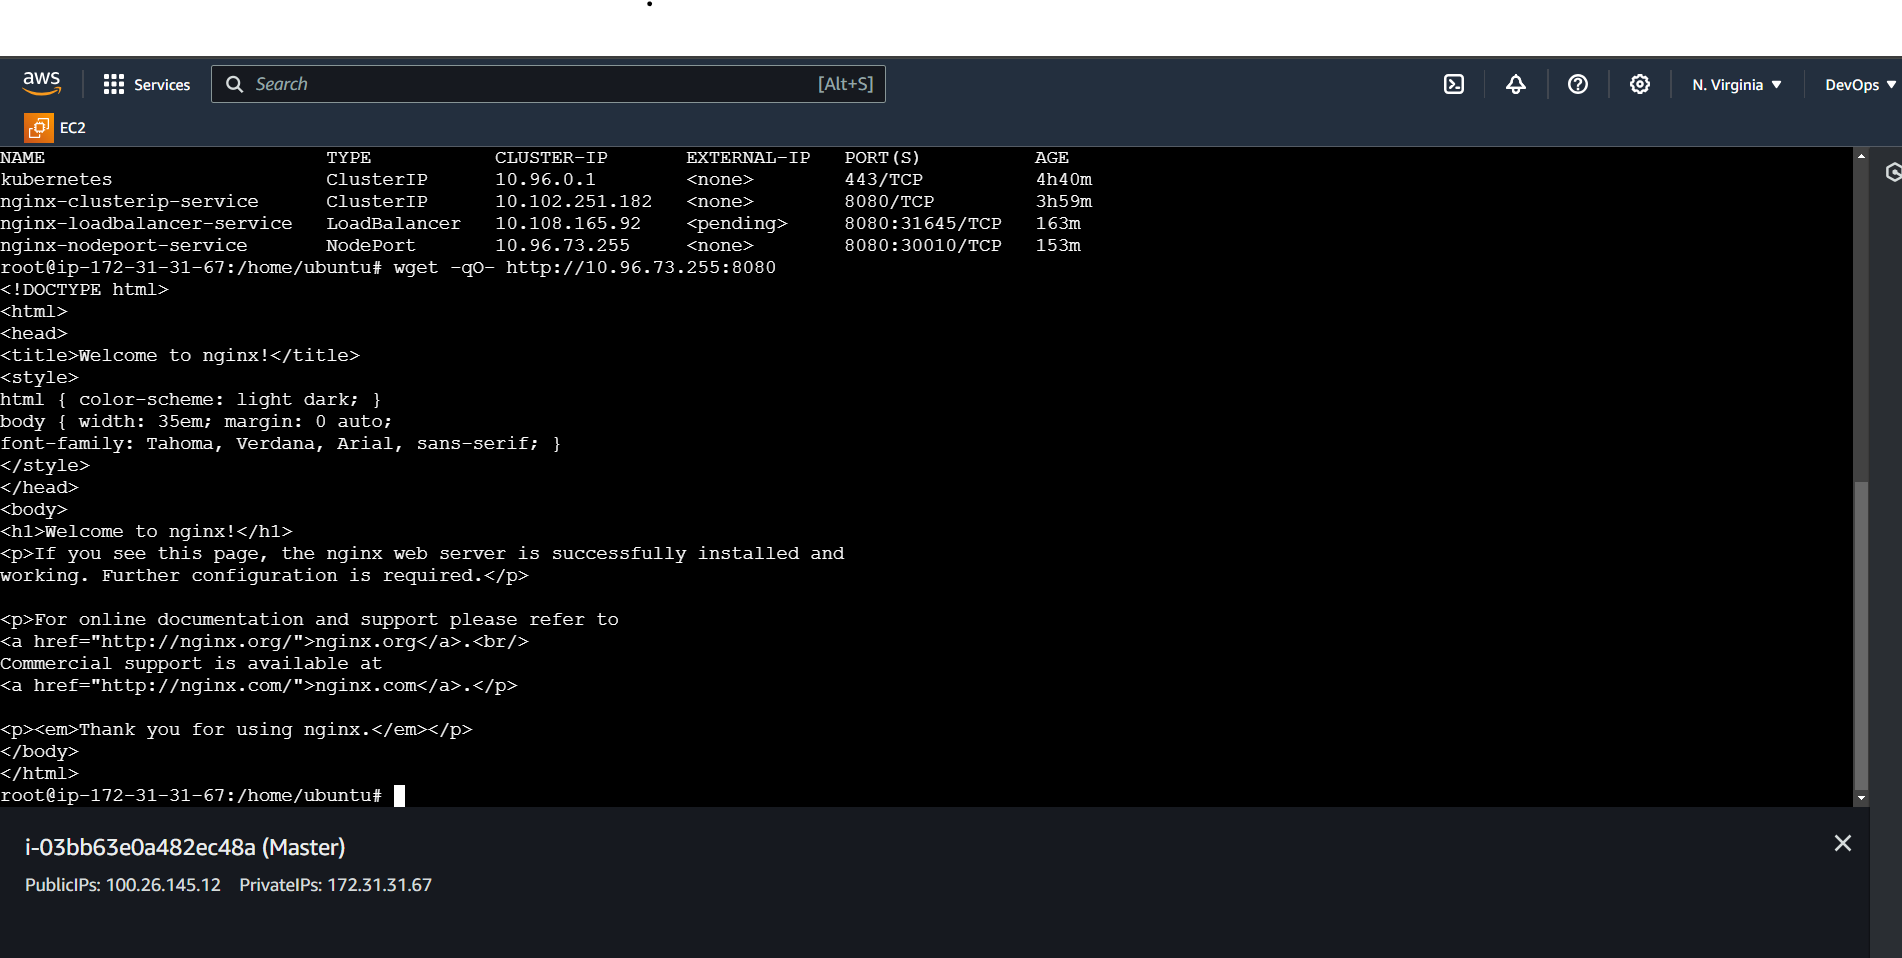 aws Services Search [Alt+S] N. Virginia DevOps
EC2
NAME TYPE CLUSTER-IP EXTERNAL-IP PORT(S) AGE
kubernetes ClusterIP 10.96.0.1 <none> 443/TCP 4h40m
nginx-clusterip-service ClusterIP 10.102.251.182 <none> 8080/TCP 3h59m
nginx-loadbalancer-service LoadBalancer 10.108.165.92 <pending> 8080:31645/TCP 163m
nginx-nodeport-service NodePort 10.96.73.255 <none> 8080:30010/TCP 153m
root@ip-172-31-31-67:/home/ubuntu# wget -qO- http://10.96.73.255:8080
<!DOCTYPE html>
<html>
<head>
<title>Welcome to nginx!</title>
<style>
html { color-scheme: light dark; }
body { width: 35em; margin: 0 auto;
font-family: Tahoma, Verdana, Arial, sans-serif; }
</style>
</head>
<body>
<h1>Welcome to nginx!</h1>
<p>If you see this page, the nginx web server is successfully installed and
working. Further configuration is required.</p>
<p>For online documentation and support please refer to
<a href="http://nginx.org/">nginx.org</a>.<br/>
Commercial support is available at
<a href="http://nginx.com/">nginx.com</a>.</p>
<p><em>Thank you for using nginx.</em></p>
</body>
</html>
root@ip-172-31-31-67:/home/ubuntu#
i-03bb63e0a482ec48a (Master)
PublicIPs: 100.26.145.12 PrivateIPs: 172.31.31.67